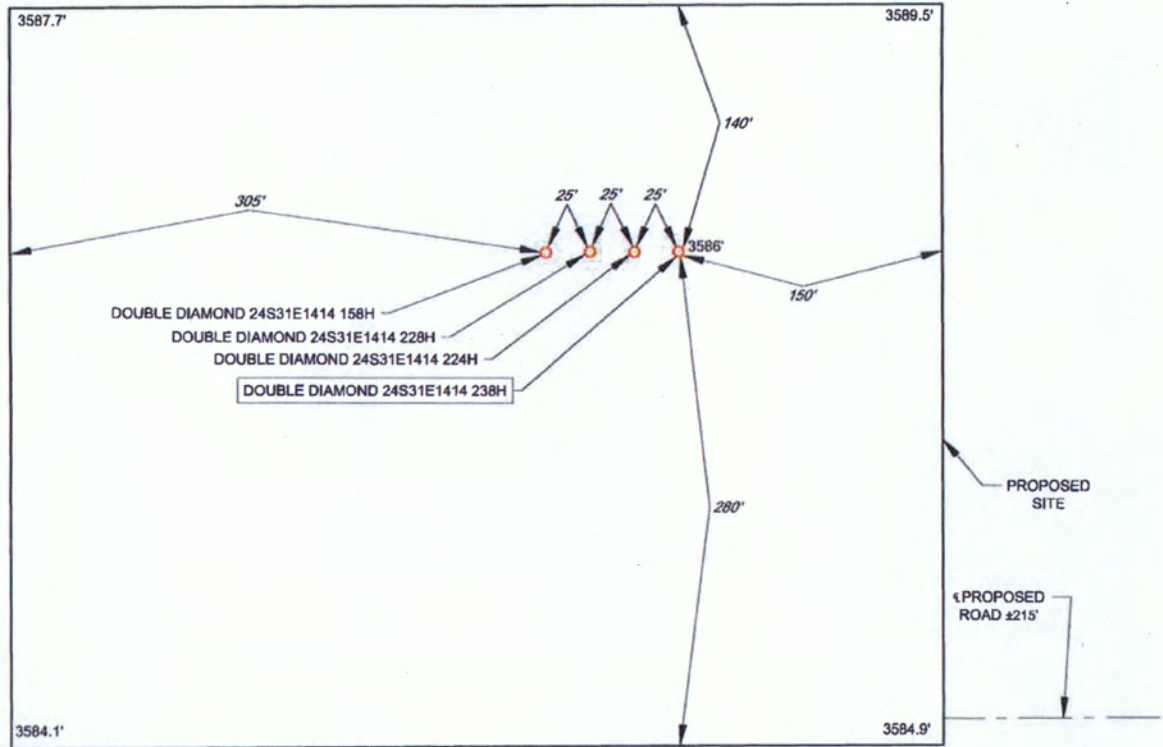 3587.7'
3589.5'
140'
305'
25'
25'
25'
3586'
150'
DOUBLE DIAMOND 24S31E1414 158H
DOUBLE DIAMOND 24S31E1414 228H
DOUBLE DIAMOND 24S31E1414 224H
DOUBLE DIAMOND 24S31E1414 238H
280'
PROPOSED
SITE
℄ PROPOSED
ROAD ±215'
3584.1'
3584.9'